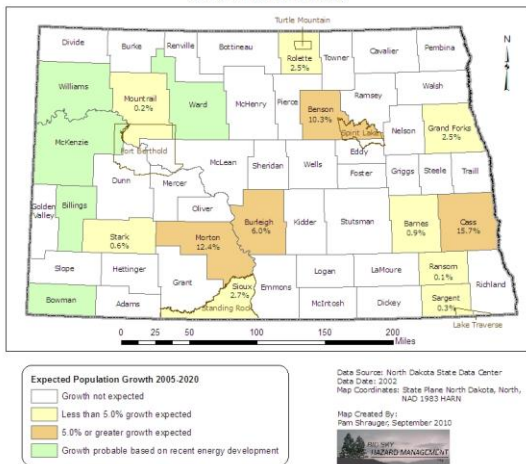 Turtle Mountain
Divide
Burke
Renville
Bottineau
Rolette
2.5%
Towner
Cavalier
Pembina
Williams
Mountrail
0.2%
Ward
McHenry
Pierce
Benson
10.3%
Ramsey
Walsh
Spirit Lake
Nelson
Grand Forks
2.5%
McKenzie
Fort Berthold
McLean
Sheridan
Wells
Eddy
Foster
Griggs
Steele
Traill
Dunn
Mercer
Oliver
Golden
Valley
Billings
Stark
0.6%
Morton
12.4%
Burleigh
6.0%
Kidder
Stutsman
Barnes
0.9%
Cass
15.7%
Slope
Hettinger
Grant
Sioux
2.7%
Emmons
Logan
LaMoure
Ransom
0.1%
Richland
Bowman
Adams
Standing Rock
McIntosh
Dickey
Sargent
0.3%
Lake Traverse
0 25 50 100 150 200
Miles
Expected Population Growth 2005-2020
Growth not expected
Less than 5.0% growth expected
5.0% or greater growth expected
Growth probable based on recent energy development
Data Source: North Dakota State Data Center
Data Date: 2002
Map Coordinates: State Plane North Dakota, North,
NAD 1983 HARN
Map Created By:
Pam Shrauger, September 2010
BIG SKY
HAZARD MANAGEMENT